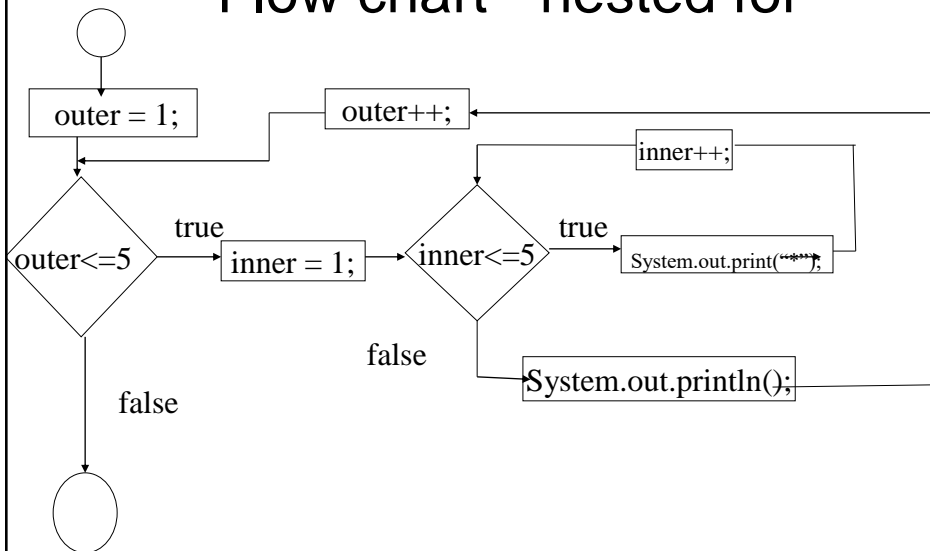 Flow chart - nested for
outer = 1;
outer++;
inner++;
outer<=5
true
inner = 1;
inner<=5
true
System.out.print("*");
false
System.out.println();
false